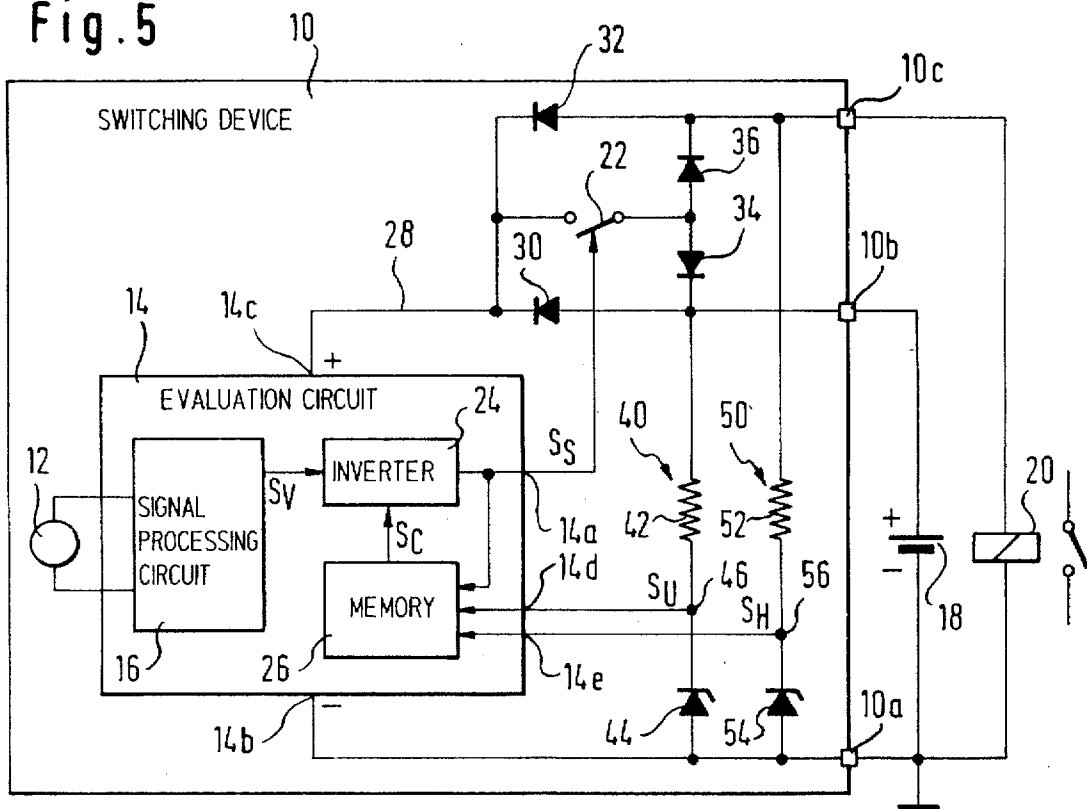 Fig.5
10
32
10c
SWITCHING DEVICE
36
22
34
28
30
10b
14
14c
+
EVALUATION CIRCUIT
24
40
50
SS
12
INVERTER
20
SIGNAL
PROCESSING
CIRCUIT
SV
42
52
14a
+
SC
14d
46
56
−
MEMORY
SU
SH
18
16
26
14e
−
44
54
10a
14b